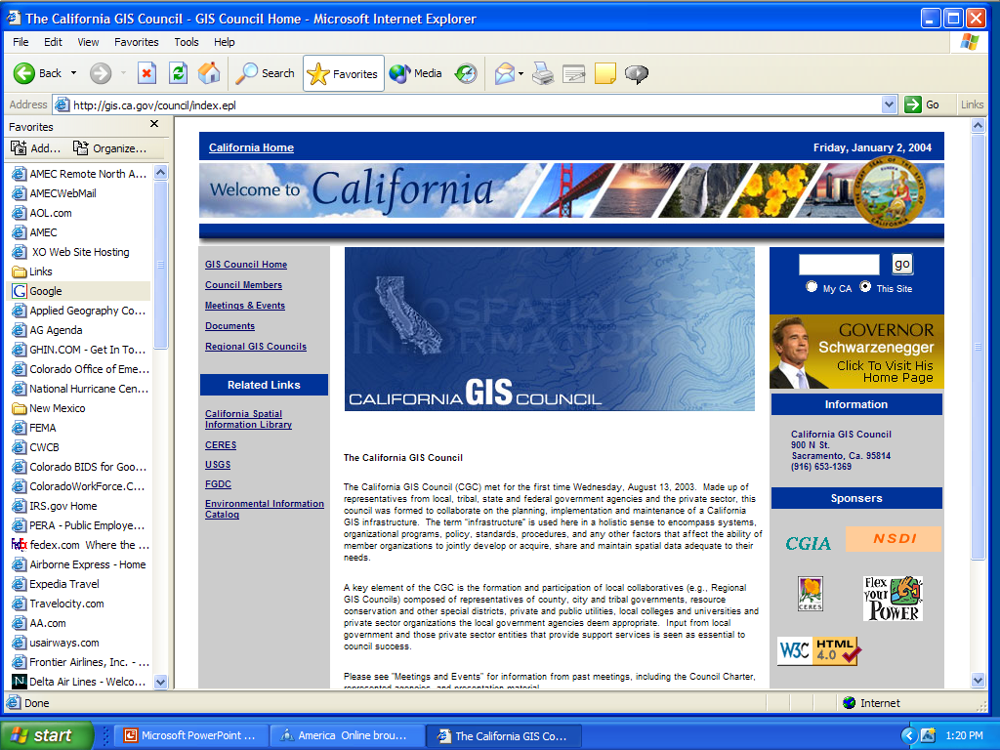 The California GIS Council - GIS Council Home - Microsoft Internet Explorer
File Edit View Favorites Tools Help
Back Search Favorites Media
Address http://gis.ca.gov/council/index.epl Go Links
Favorites
Add... Organize...
AMEC Remote North A...
AMECWebMail
AOL.com
AMEC
XO Web Site Hosting
Links
Google
Applied Geography Co...
AG Agenda
GHIN.COM - Get In To...
Colorado Office of Eme...
National Hurricane Cen...
New Mexico
FEMA
CWCB
Colorado BIDS for Goo...
ColoradoWorkForce.C...
IRS.gov Home
PERA - Public Employe...
fedex.com Where the ...
Airborne Express - Home
Expedia Travel
Travelocity.com
AA.com
usairways.com
Frontier Airlines, Inc. - ...
Delta Air Lines - Welco...
California Home Friday, January 2, 2004
Welcome to California
GIS Council Home
Council Members
Meetings & Events
Documents
Regional GIS Councils
Related Links
California Spatial
Information Library
CERES
USGS
FGDC
Environmental Information
Catalog
GEOSPATIAL
INFORMATION
CALIFORNIA GIS COUNCIL
The California GIS Council
The California GIS Council (CGC) met for the first time Wednesday, August 13, 2003. Made up of
representatives from local, tribal, state and federal government agencies and the private sector, this
council was formed to collaborate on the planning, implementation and maintenance of a California
GIS infrastructure. The term "infrastructure" is used here in a holistic sense to encompass systems,
organizational programs, policy, standards, procedures, and any other factors that affect the ability of
member organizations to jointly develop or acquire, share and maintain spatial data adequate to their
needs.
A key element of the CGC is the formation and participation of local collaboratives (e.g., Regional
GIS Councils) composed of representatives of county, city and tribal governments, resource
conservation and other special districts, private and public utilities, local colleges and universities and
private sector organizations the local government agencies deem appropriate. Input from local
government and those private sector entities that provide support services is seen as essential to
council success.
Please see "Meetings and Events" for information from past meetings, including the Council Charter,
represented agencies, and presentation material.
go
My CA This Site
GOVERNOR
Schwarzenegger
Click To Visit His
Home Page
Information
California GIS Council
900 N St.
Sacramento, Ca. 95814
(916) 653-1369
Sponsors
CGIA NSDI
CERES
Flex
your
POWER
W3C HTML
4.0
Done Internet
start Microsoft PowerPoint ... America Online brou... The California GIS Co... 1:20 PM